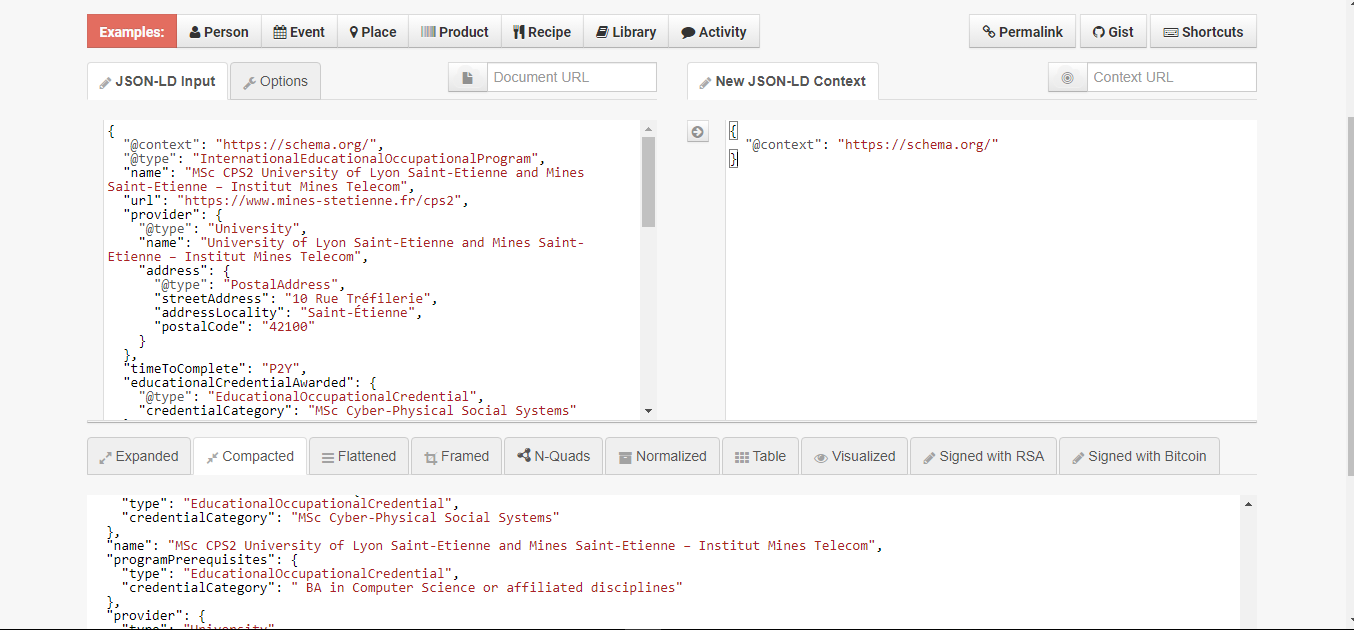 Examples: Person Event Place Product Recipe Library Activity Permalink Gist Shortcuts
JSON-LD Input Options Document URL New JSON-LD Context Context URL
{
"@context": "https://schema.org/",
"@type": "InternationalEducationalOccupationalProgram",
"name": "MSc CPS2 University of Lyon Saint-Etienne and Mines
Saint-Etienne – Institut Mines Telecom",
"url": "https://www.mines-stetienne.fr/cps2",
"provider": {
"@type": "University",
"name": "University of Lyon Saint-Etienne and Mines Saint-
Etienne – Institut Mines Telecom",
"address": {
"@type": "PostalAddress",
"streetAddress": "10 Rue Tréfilerie",
"addressLocality": "Saint-Étienne",
"postalCode": "42100"
}
},
"timeToComplete": "P2Y",
"educationalCredentialAwarded": {
"@type": "EducationalOccupationalCredential",
"credentialCategory": "MSc Cyber-Physical Social Systems"
{
"@context": "https://schema.org/"
}
Expanded Compacted Flattened Framed N-Quads Normalized Table Visualized Signed with RSA Signed with Bitcoin
"type": "EducationalOccupationalCredential",
"credentialCategory": "MSc Cyber-Physical Social Systems"
},
"name": "MSc CPS2 University of Lyon Saint-Etienne and Mines Saint-Etienne – Institut Mines Telecom",
"programPrerequisites": {
"type": "EducationalOccupationalCredential",
"credentialCategory": " BA in Computer Science or affiliated disciplines"
},
"provider": {
"type": "University"